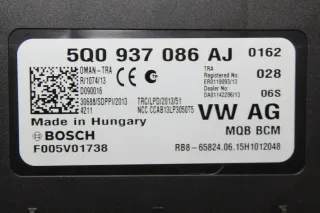 5Q0 937 086 AJ 0162
OMAN - TRA
R/1074/13
D090016
30688/SDPPI/2013
4211
TRC/LPD/2013/51
NCC CCAB13LP3050T5
TRA
Registered No:
ER0119093/13
Dealer No:
DA0114229B/13
028
06S
Made in Hungary
VW AG
BOSCH
MQB BCM
F005V01738
RB8-65824.06.15H1012048